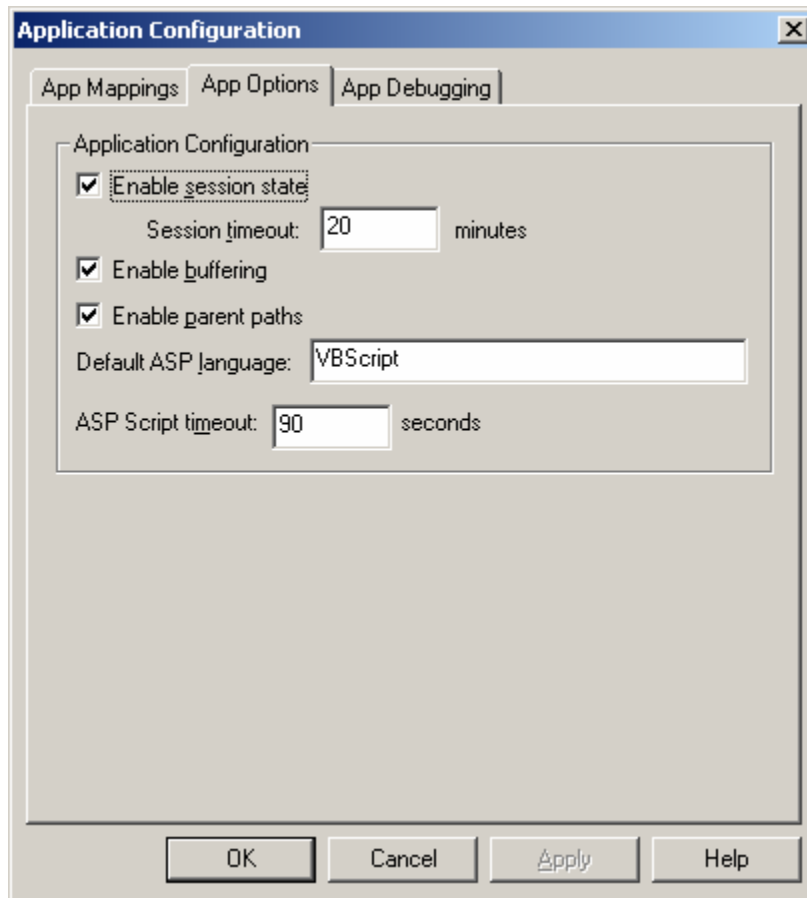 Application Configuration
App Mappings App Options App Debugging
Application Configuration
Enable session state
Session timeout: 20 minutes
Enable buffering
Enable parent paths
Default ASP language: VBScript
ASP Script timeout: 90 seconds
OK Cancel Apply Help